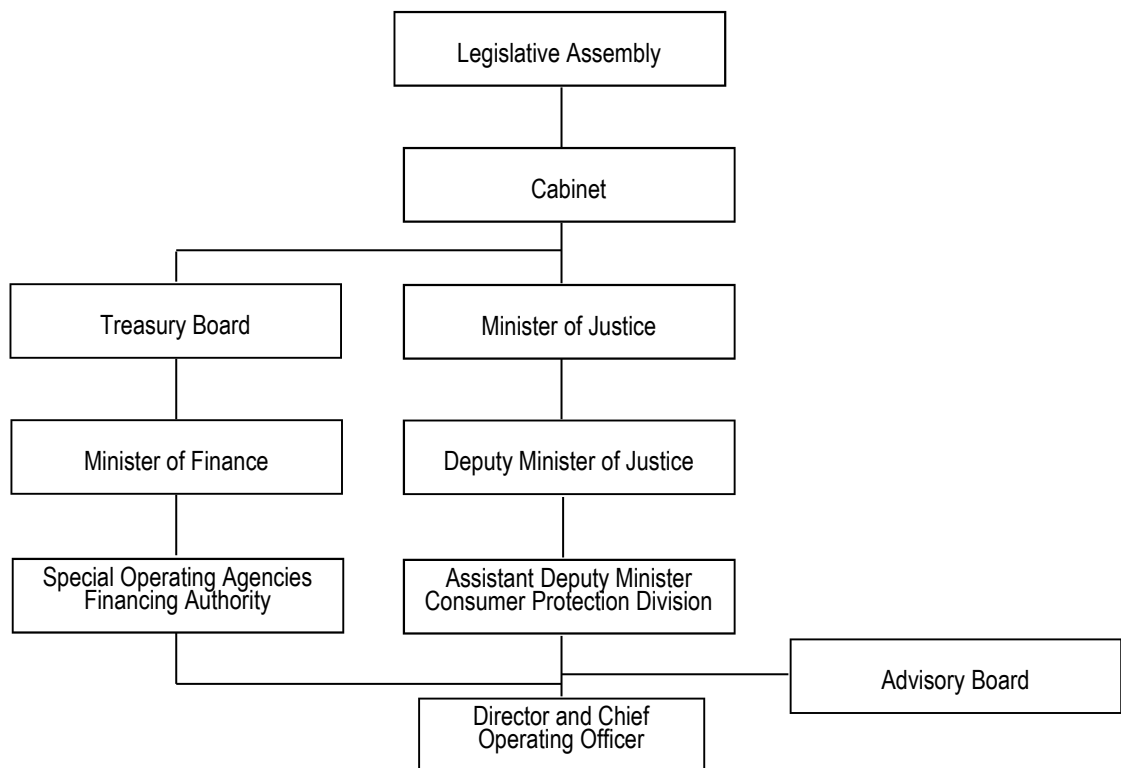 Legislative Assembly
Cabinet
Treasury Board
Minister of Justice
Minister of Finance
Deputy Minister of Justice
Special Operating Agencies
Financing Authority
Assistant Deputy Minister
Consumer Protection Division
Advisory Board
Director and Chief
Operating Officer